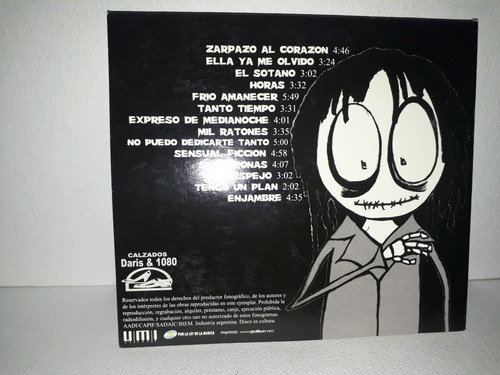 ZARPAZO AL CORAZON 4:46
ELLA YA ME OLVIDO 3:24
EL SOTANO 3:02
HORAS 3:32
FRIO AMANECER 5:49
TANTO TIEMPO 3:31
EXPRESO DE MEDIANOCHE 4:01
MIL RATONES 3:35
NO PUEDO DEDICARTE TANTO 5:00
SENSUAL FICCION 4:58
4:07
ESPEJO
TENGO UN PLAN 2:02
ENJAMBRE 4:35
CALZADOS
Daris & 1080
Reservados todos los derechos del productor fonográfico, de los autores y
de los intérpretes de las obras reproducidas en este ejemplar. Prohibida la
reproducción, regrabación, alquiler, préstamo, canje, ejecución pública,
radiodifusión, y cualquier otro uso no autorizado de estos fonogramas.
AADI/CAPIF/SADAIC/BIEM. Industria argentina. Disco es cultura.
UMI
POR LA LEY DE LA MUSICA